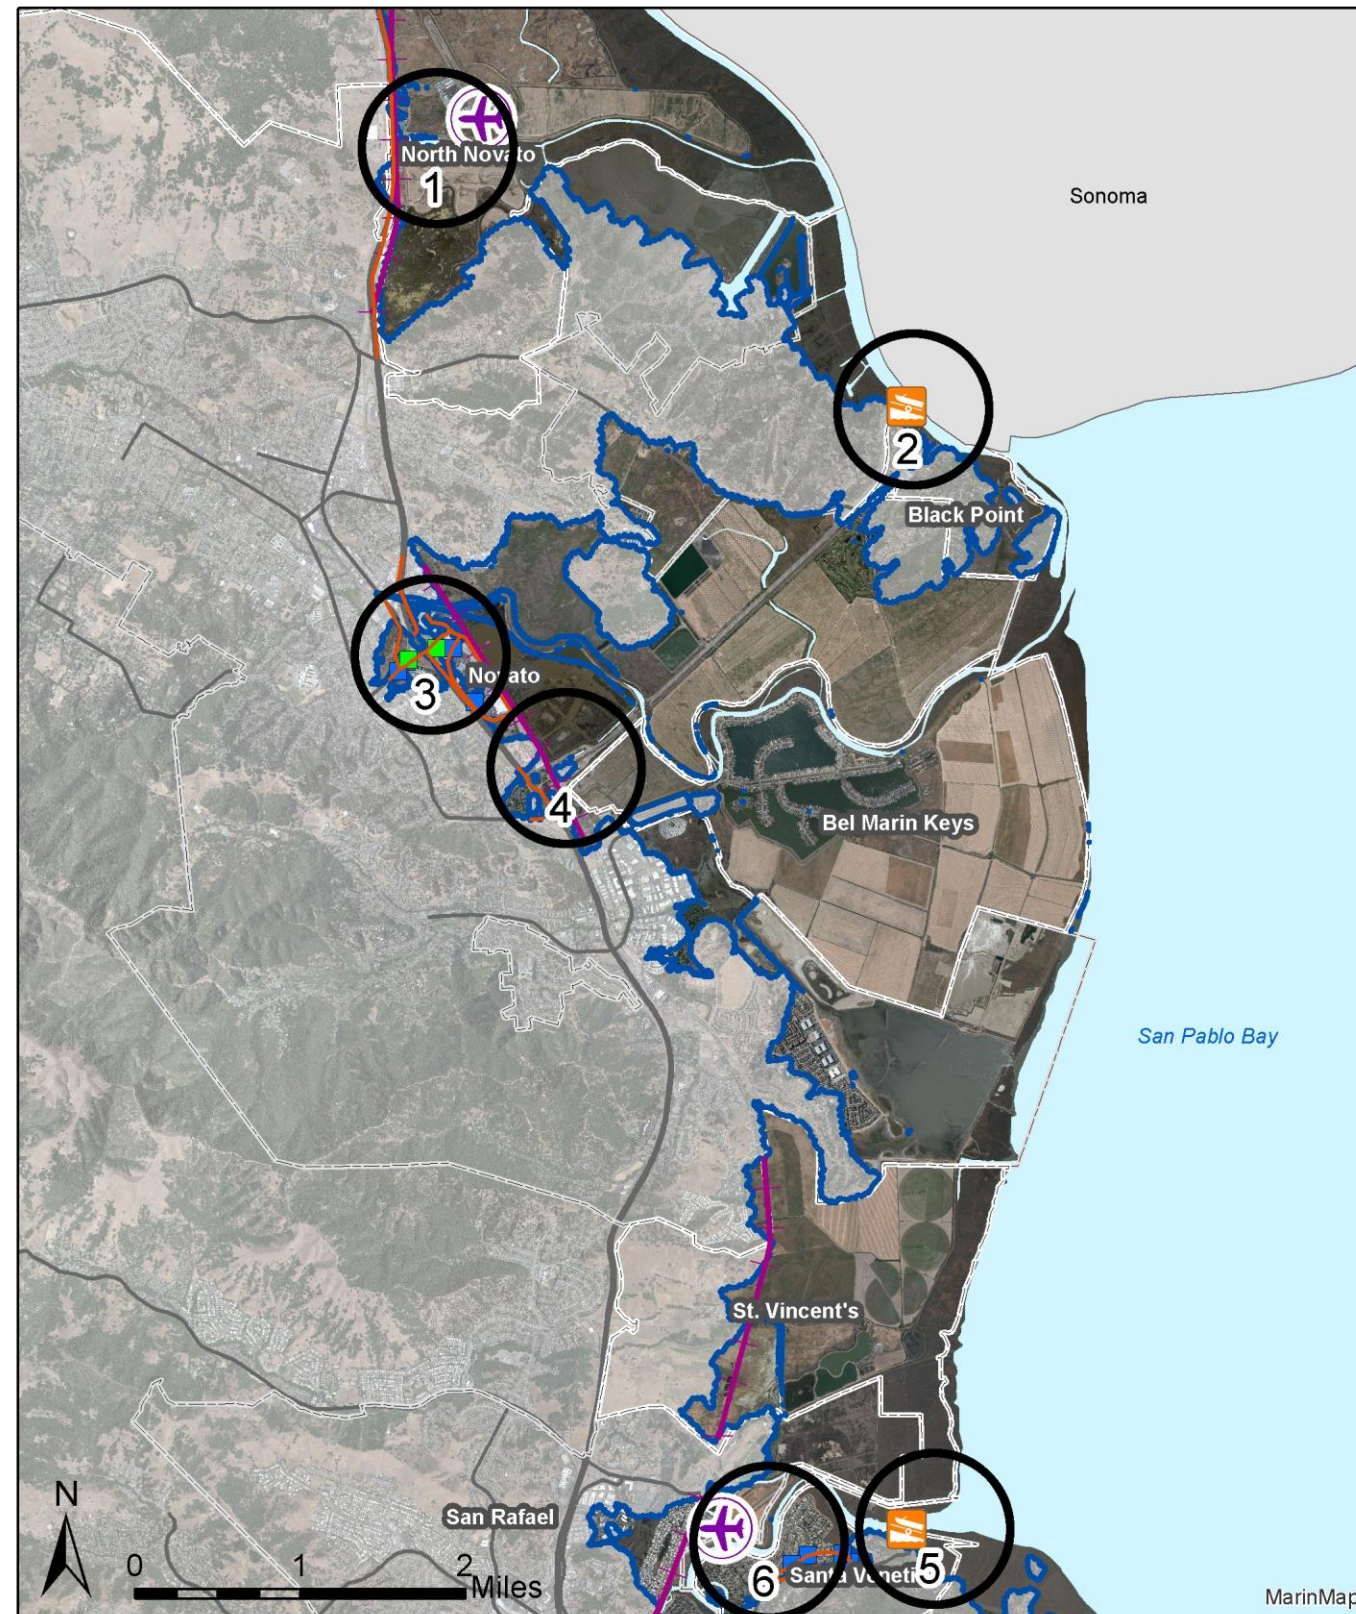 North Novato
1
Sonoma
2
Black Point
3
Novato
4
Bel Marin Keys
San Pablo Bay
St. Vincent's
San Rafael
N
0 1 2
Miles
5
6
Santa Veneti
MarinMap